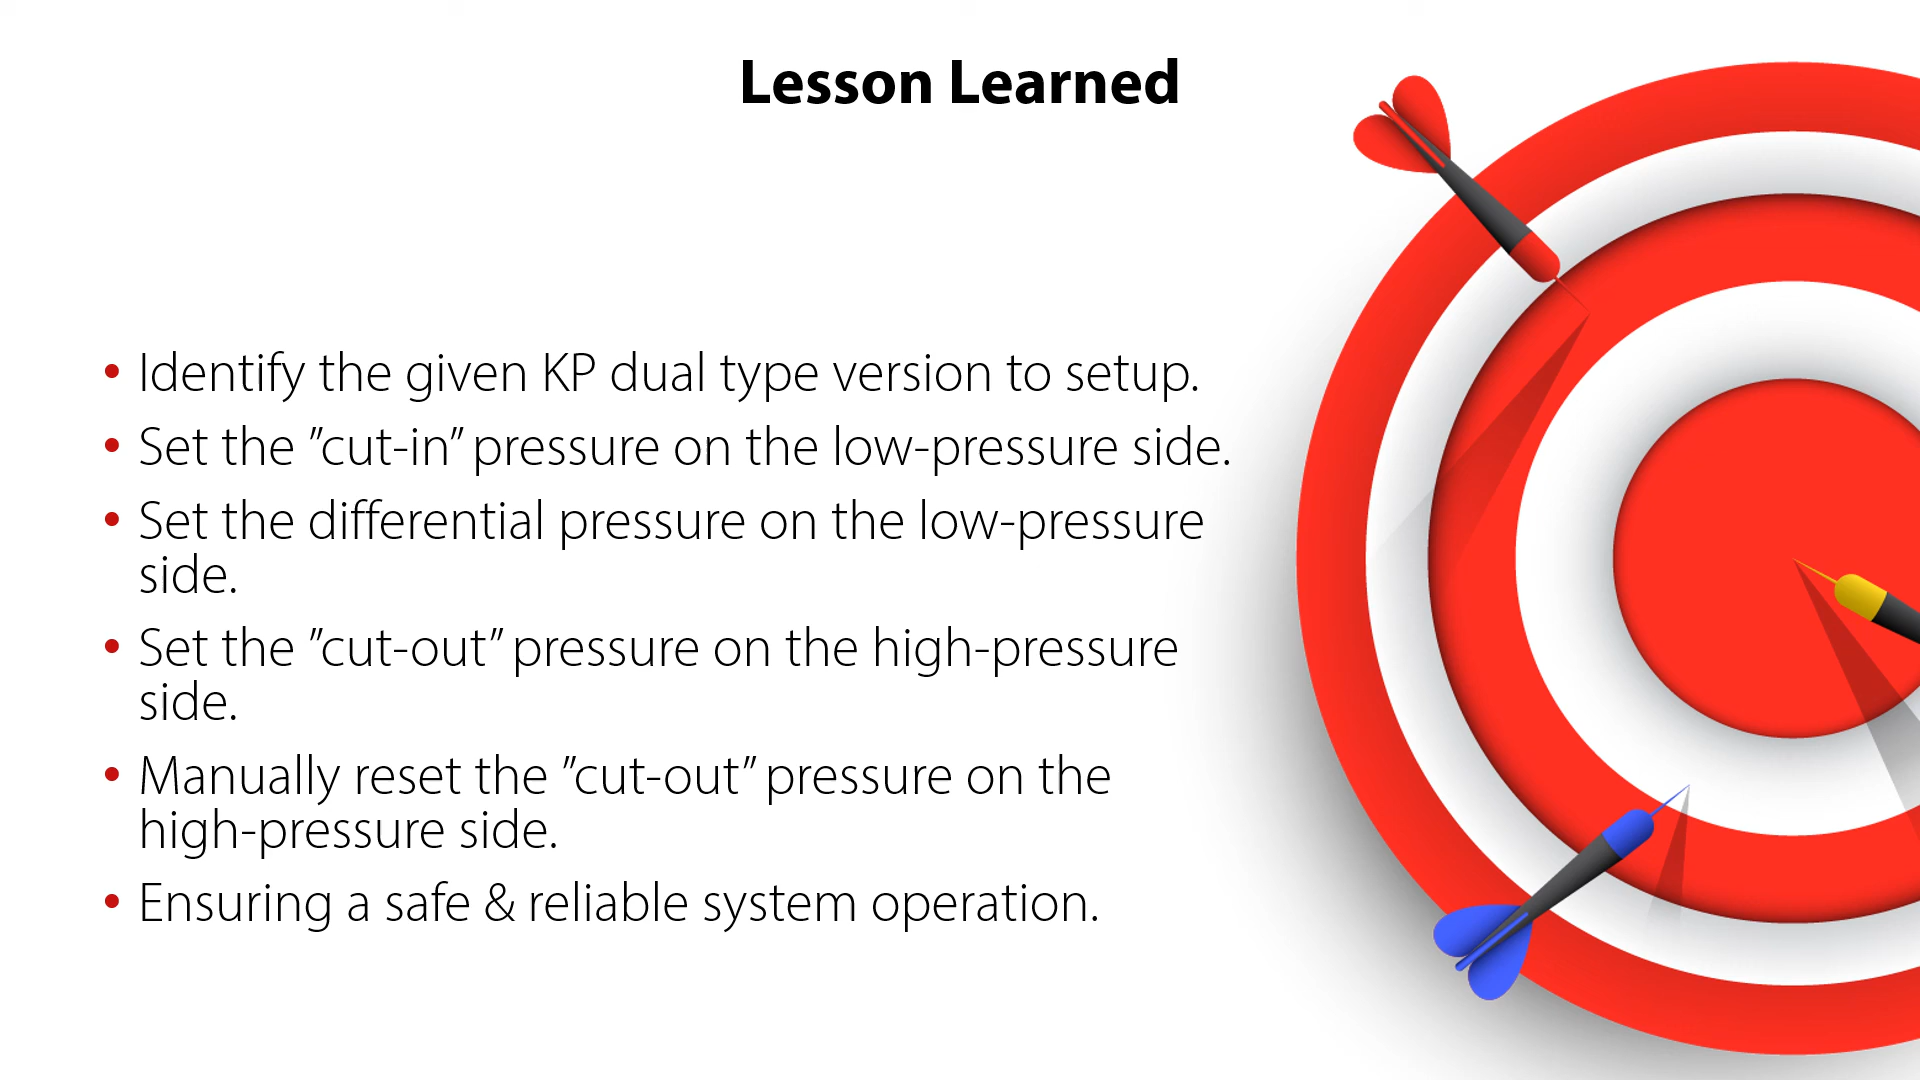 Lesson Learned
• Identify the given KP dual type version to setup.
• Set the ”cut-in” pressure on the low-pressure side.
• Set the differential pressure on the low-pressure
side.
• Set the ”cut-out” pressure on the high-pressure
side.
• Manually reset the ”cut-out” pressure on the
high-pressure side.
• Ensuring a safe & reliable system operation.